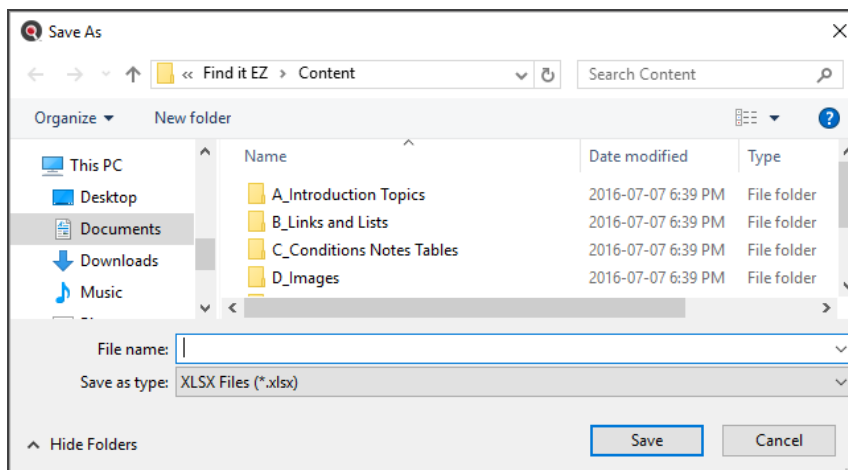 Save As
« Find it EZ > Content
Search Content
Organize
New folder
Name
Date modified
Type
This PC
Desktop
Documents
Downloads
Music
A_Introduction Topics 2016-07-07 6:39 PM File folder
B_Links and Lists 2016-07-07 6:39 PM File folder
C_Conditions Notes Tables 2016-07-07 6:39 PM File folder
D_Images 2016-07-07 6:39 PM File folder
File name:
Save as type: XLSX Files (*.xlsx)
Hide Folders
Save
Cancel